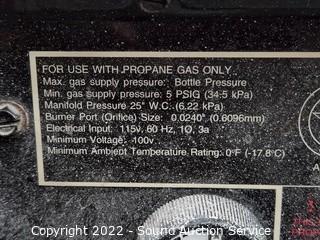 FOR USE WITH PROPANE GAS ONLY
Max. gas supply pressure: Bottle Pressure
Min. gas supply pressure: 5 PSIG (34.5 kPa)
Manifold Pressure 25" W.C. (6.22 kPa)
Burner Port (Orifice) Size: 0.0240" (0.6096mm)
Electrical Input: 115v, 60 Hz, 1O, 3a
Minimum Voltage: 100v
Minimum Ambient Temperature Rating: 0°F (-17.8°C)
Copyright © 2022 - Sound Auction Service